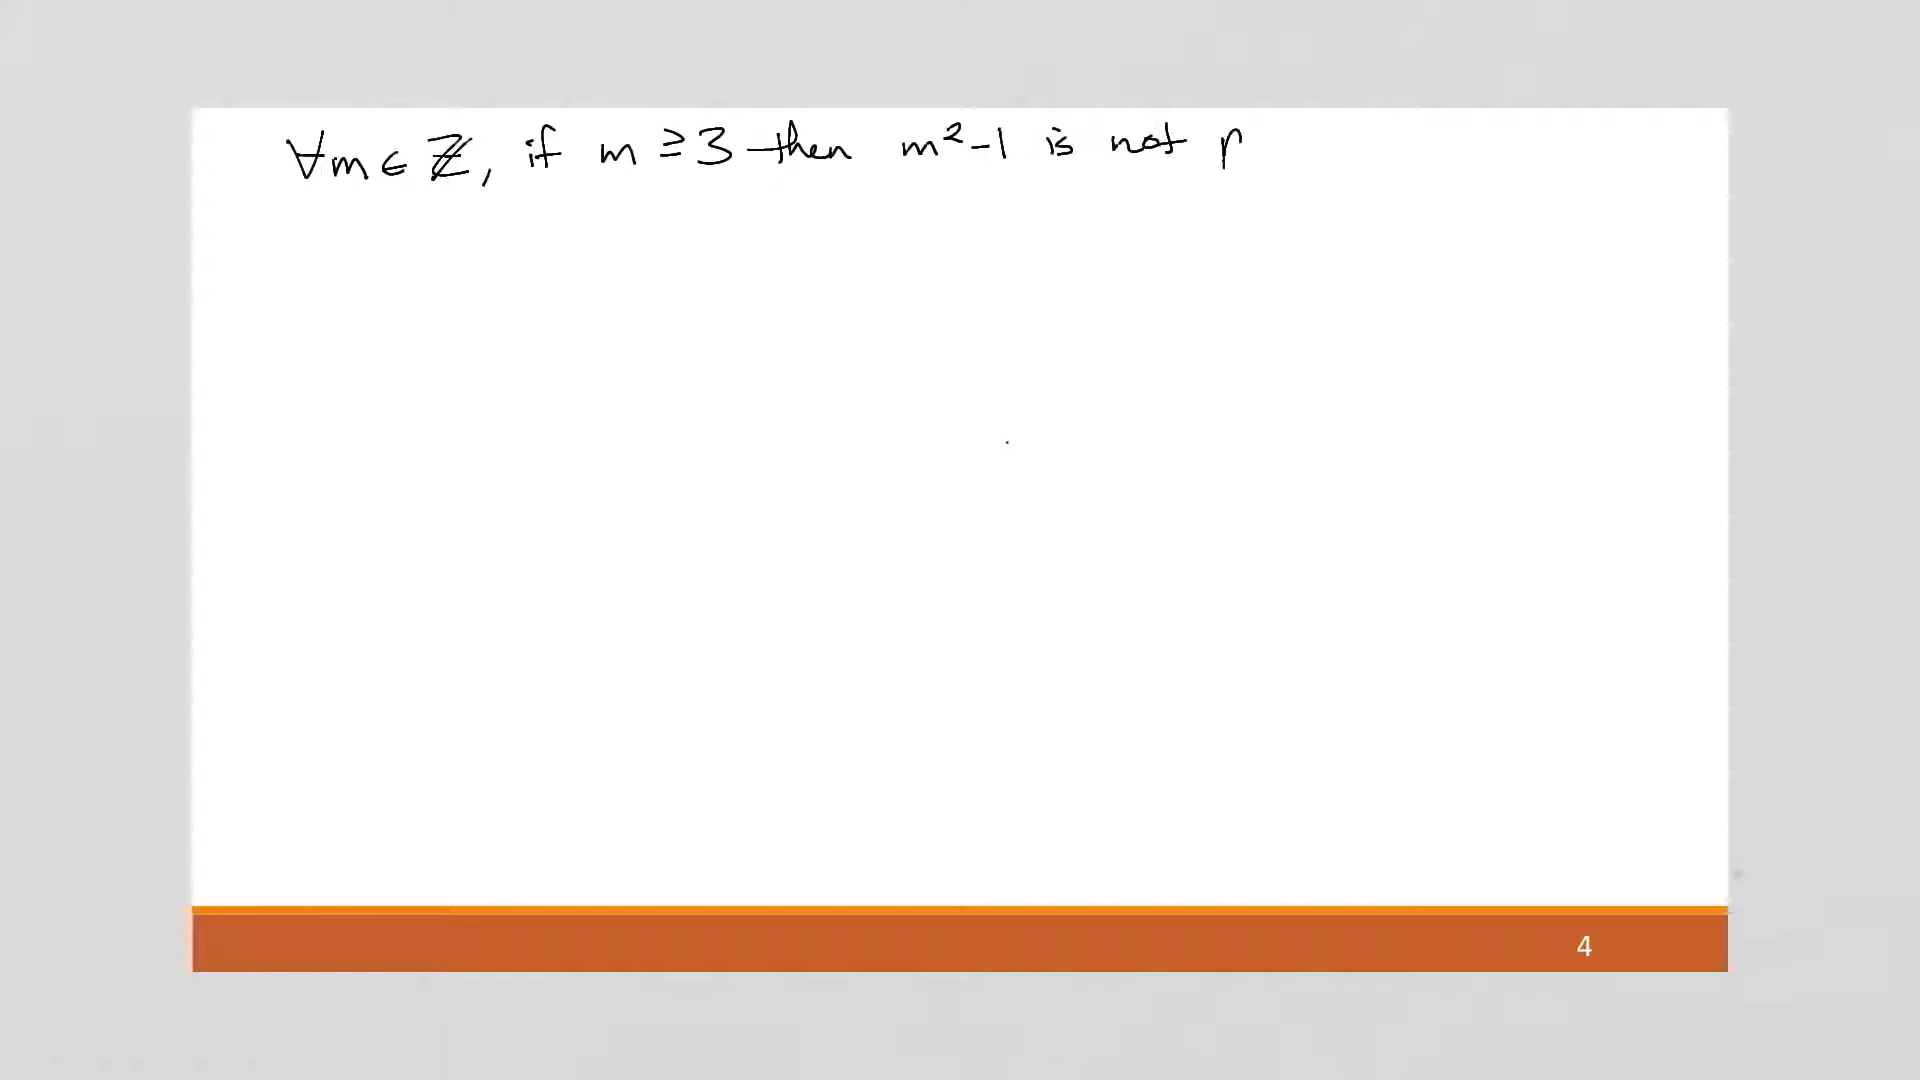 ∀m ∈ ℤ, if m ≥ 3 then m²-1 is not p
4